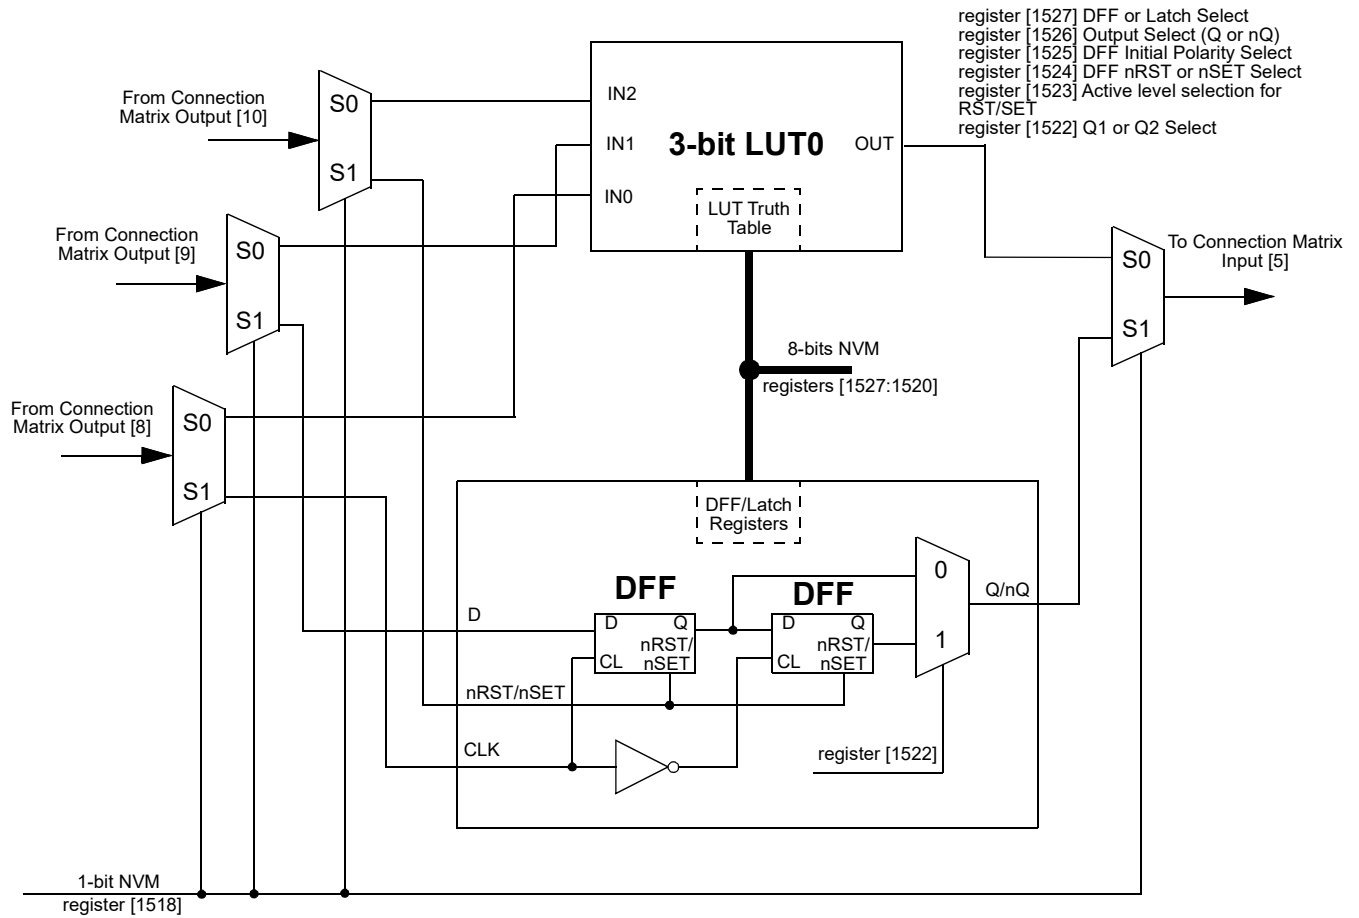 register [1527] DFF or Latch Select
register [1526] Output Select (Q or nQ)
register [1525] DFF Initial Polarity Select
register [1524] DFF nRST or nSET Select
register [1523] Active level selection for
RST/SET
register [1522] Q1 or Q2 Select
From Connection
Matrix Output [10]
S0
S1
IN2
IN1
IN0
3-bit LUT0
OUT
LUT Truth
Table
From Connection
Matrix Output [9]
S0
S1
To Connection Matrix
Input [5]
S0
S1
8-bits NVM
registers [1527:1520]
From Connection
Matrix Output [8]
S0
S1
DFF/Latch
Registers
DFF
DFF
D
D
Q
nRST/
nSET
CL
D
Q
nRST/
nSET
CL
0
1
Q/nQ
nRST/nSET
CLK
register [1522]
1-bit NVM
register [1518]